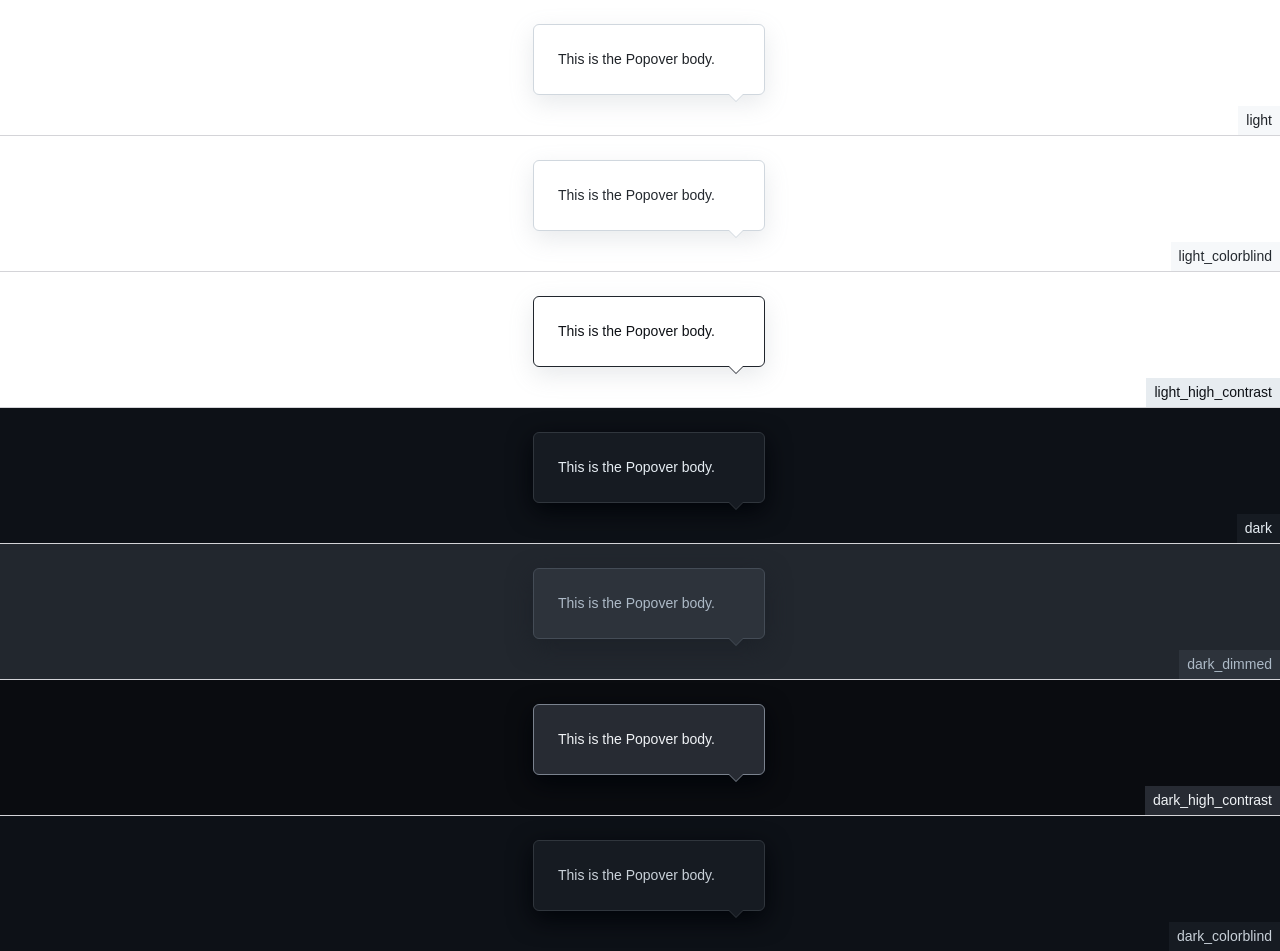 This is the Popover body.
light
This is the Popover body.
light_colorblind
This is the Popover body.
light_high_contrast
This is the Popover body.
dark
This is the Popover body.
dark_dimmed
This is the Popover body.
dark_high_contrast
This is the Popover body.
dark_colorblind